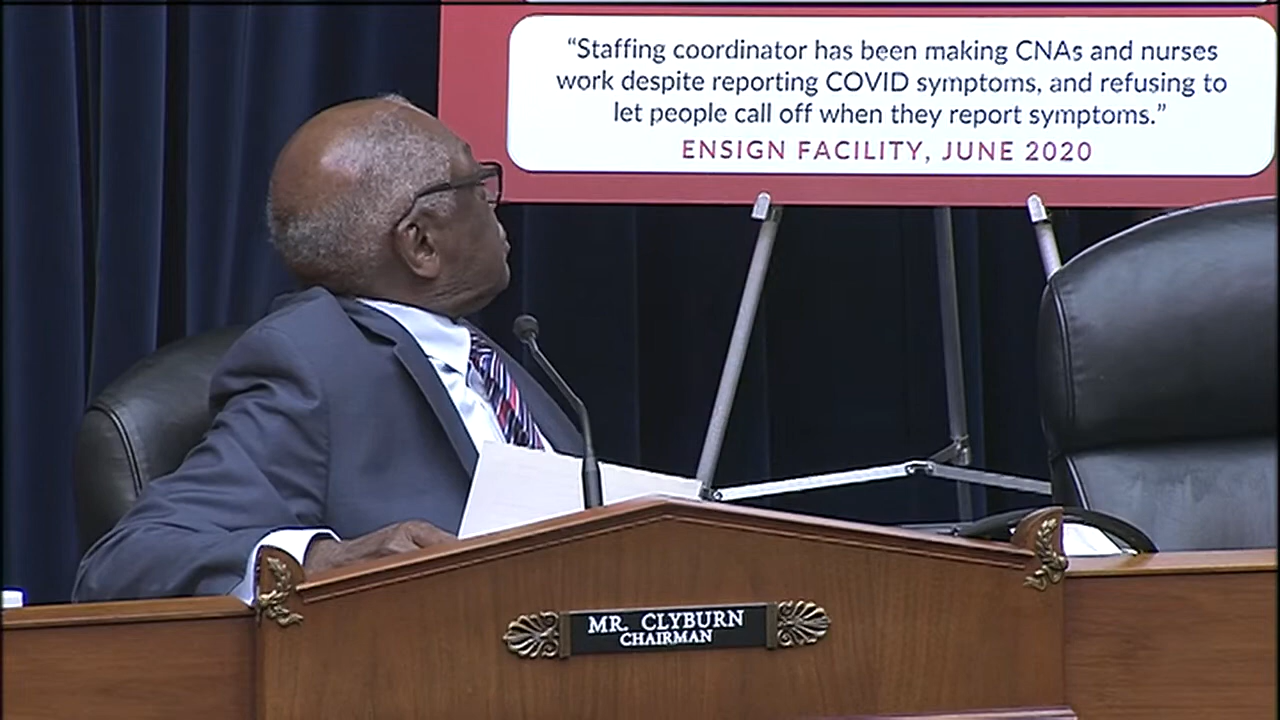 “Staffing coordinator has been making CNAs and nurses
work despite reporting COVID symptoms, and refusing to
let people call off when they report symptoms.”
ENSIGN FACILITY, JUNE 2020
MR. CLYBURN
CHAIRMAN